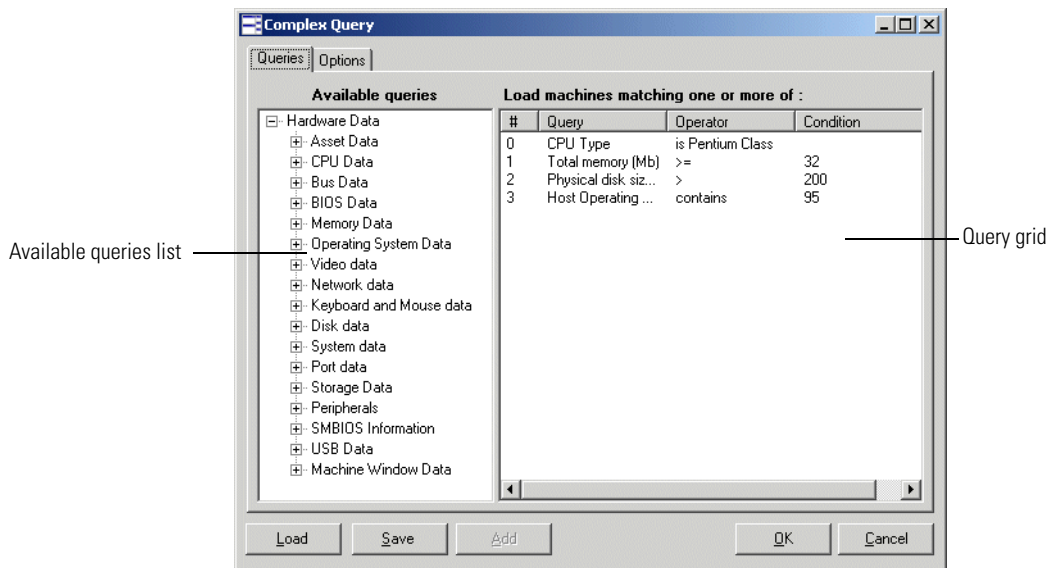 Complex Query
Queries Options
Available queries
Hardware Data
Asset Data
CPU Data
Bus Data
BIOS Data
Memory Data
Operating System Data
Video data
Network data
Keyboard and Mouse data
Disk data
System data
Port data
Storage Data
Peripherals
SMBIOS Information
USB Data
Machine Window Data
Load machines matching one or more of :
# Query Operator Condition
0 CPU Type is Pentium Class
1 Total memory (Mb) >= 32
2 Physical disk siz... > 200
3 Host Operating ... contains 95
Available queries list
Query grid
Load Save Add OK Cancel